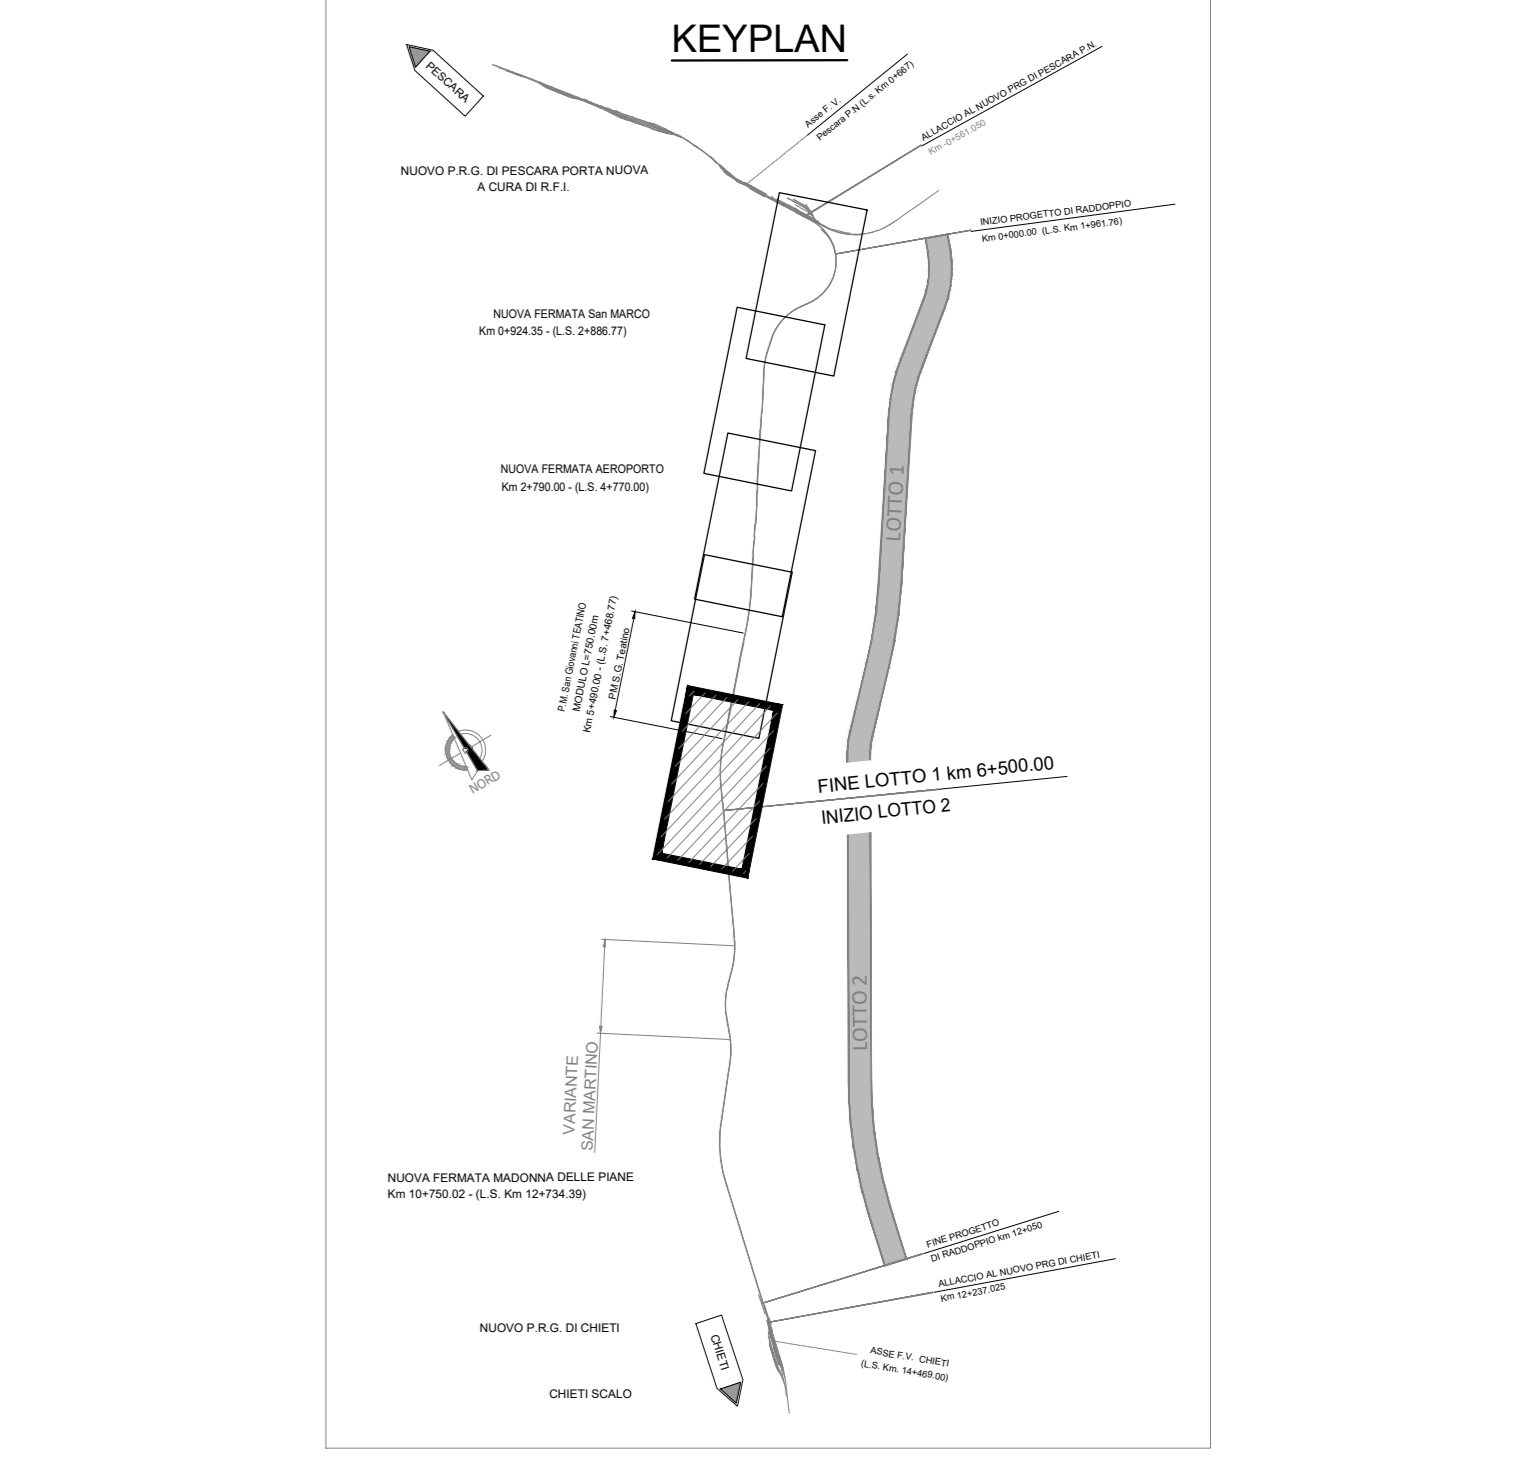 KEYPLAN
PESCARA
Asse F. V.
Pescara P.N (L.s. Km 0+667)
ALLACCIO AL NUOVO PRG DI PESCARA P.N.
Km -0+561.050
NUOVO P.R.G. DI PESCARA PORTA NUOVA
A CURA DI R.F.I.
INIZIO PROGETTO DI RADDOPPIO
Km 0+000.00 (L.S. Km 1+961.76)
NUOVA FERMATA San MARCO
Km 0+924.35 - (L.S. 2+886.77)
NUOVA FERMATA AEROPORTO
Km 2+790.00 - (L.S. 4+770.00)
LOTTO 1
P.M. San Giovanni TEATINO
MODULO L=750.00m
Km 5+490.00 - (L.S. 7+468.77)
PM S.G. Teatino
NORD
FINE LOTTO 1 km 6+500.00
INIZIO LOTTO 2
LOTTO 2
VARIANTE
SAN MARTINO
NUOVA FERMATA MADONNA DELLE PIANE
Km 10+750.02 - (L.S. Km 12+734.39)
FINE PROGETTO
DI RADDOPPIO km 12+050
ALLACCIO AL NUOVO PRG DI CHIETI
Km 12+237.025
NUOVO P.R.G. DI CHIETI
CHIETI
ASSE F.V. CHIETI
(L.S. Km. 14+469.00)
CHIETI SCALO